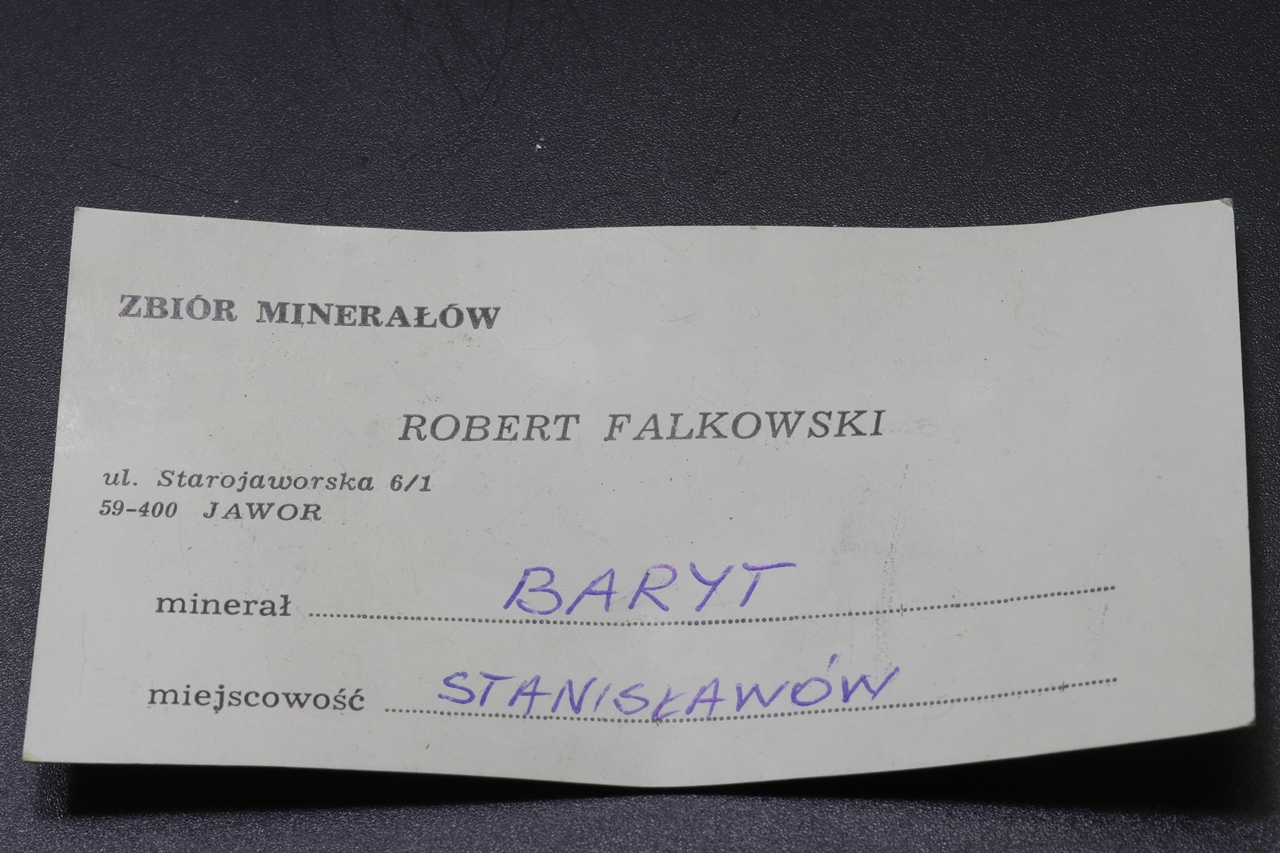 ZBIÓR MINERAŁÓW
ROBERT FALKOWSKI
ul. Starojaworska 6/1
59-400 JAWOR
minerał BARYT
miejscowość STANISŁAWÓW